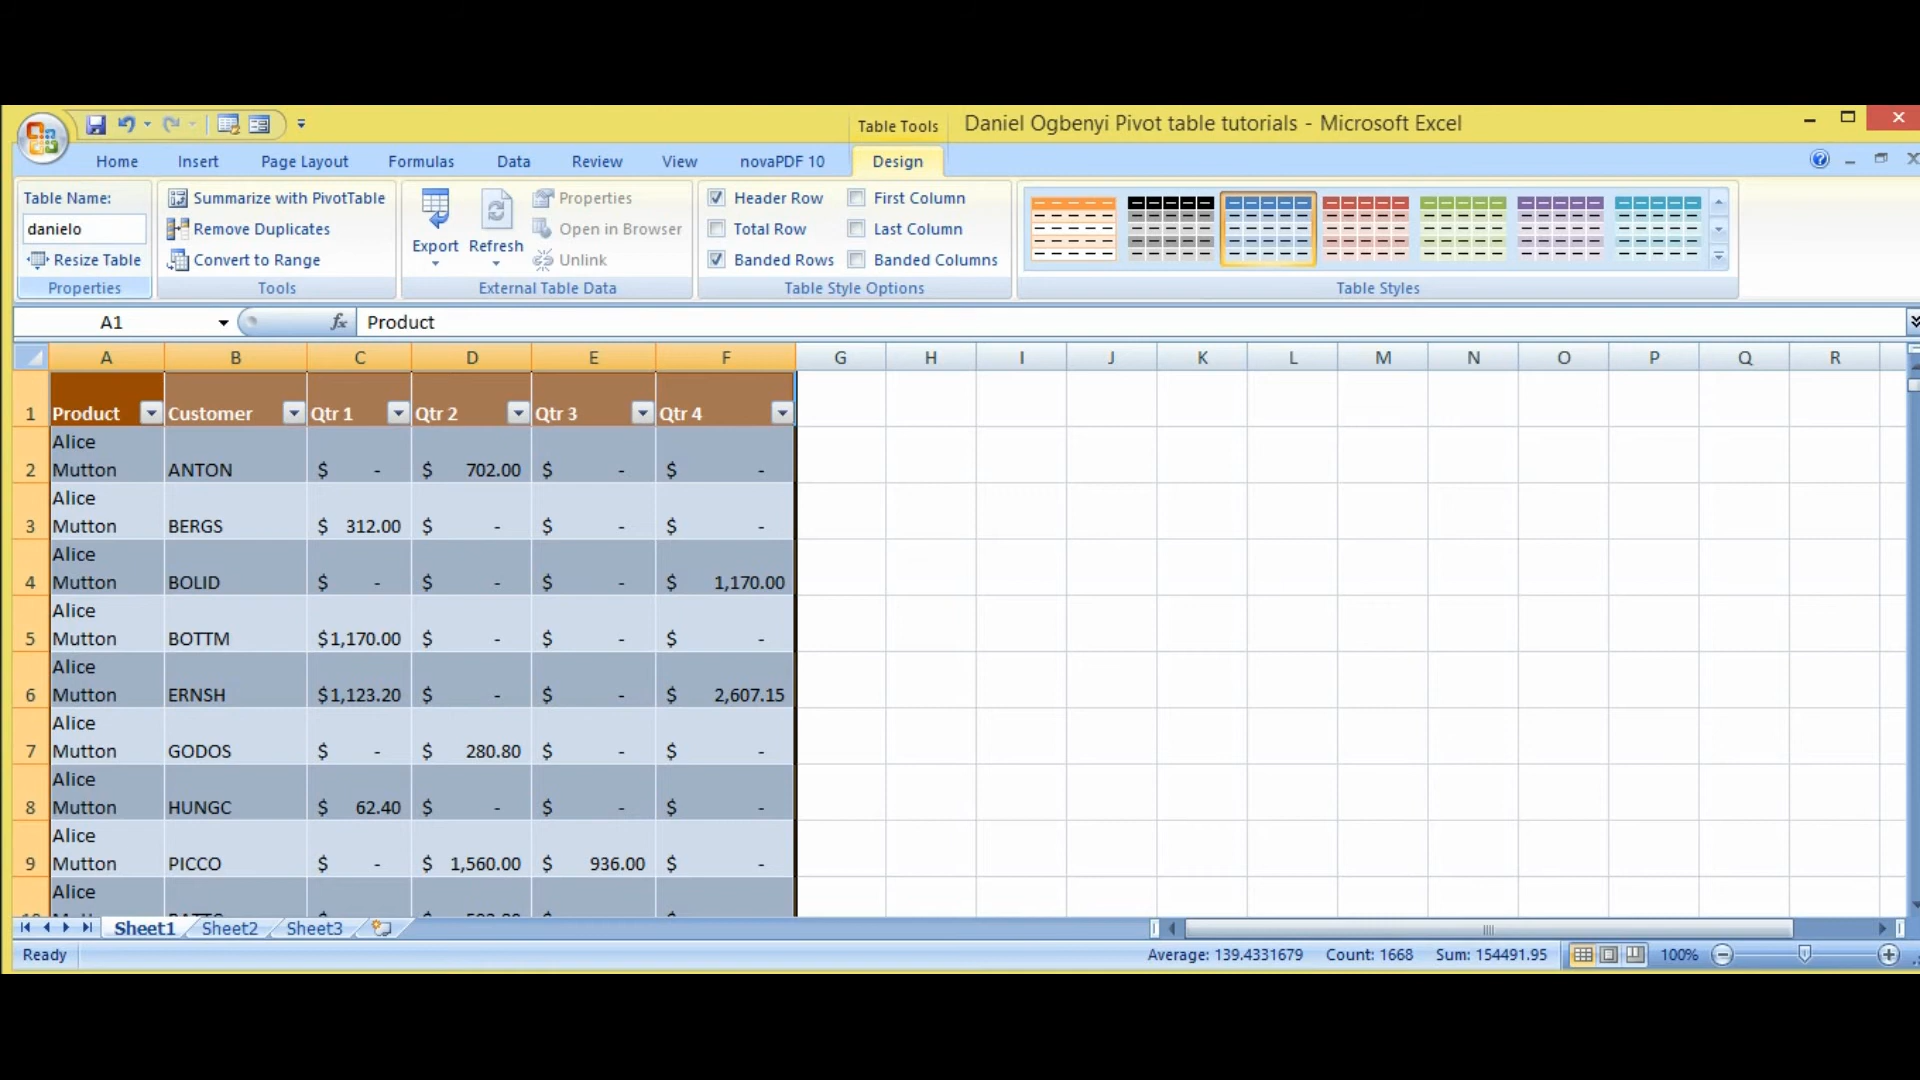 Table Tools Daniel Ogbenyi Pivot table tutorials - Microsoft Excel
Home Insert Page Layout Formulas Data Review View novaPDF 10 Design
Table Name: danielo
Resize Table
Properties
Summarize with PivotTable
Remove Duplicates
Convert to Range
Tools
Export Refresh
Properties
Open in Browser
Unlink
External Table Data
Header Row First Column
Total Row Last Column
Banded Rows Banded Columns
Table Style Options
Table Styles
A1 fx Product
A B C D E F G H I J K L M N O P Q R
1 Product Customer Qtr 1 Qtr 2 Qtr 3 Qtr 4
2 Alice Mutton ANTON $ - $ 702.00 $ - $ -
3 Alice Mutton BERGS $ 312.00 $ - $ - $ -
4 Alice Mutton BOLID $ - $ - $ - $ 1,170.00
5 Alice Mutton BOTTM $1,170.00 $ - $ - $ -
6 Alice Mutton ERNSH $1,123.20 $ - $ - $ 2,607.15
7 Alice Mutton GODOS $ - $ 280.80 $ - $ -
8 Alice Mutton HUNGC $ 62.40 $ - $ - $ -
9 Alice Mutton PICCO $ - $ 1,560.00 $ 936.00 $ -
Alice
Sheet1 Sheet2 Sheet3
Ready Average: 139.4331679 Count: 1668 Sum: 154491.95 100%